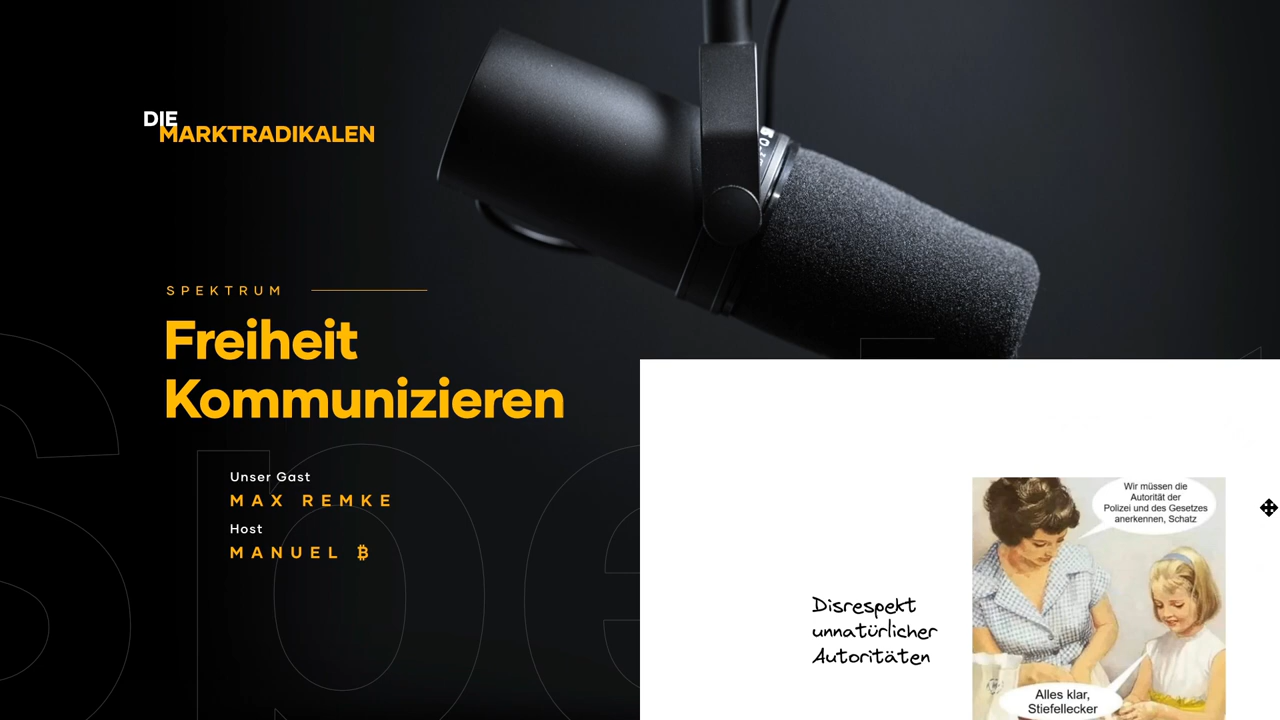 DIE
MARKTRADIKALEN
SPEKTRUM
Freiheit
Kommunizieren
Unser Gast
MAX REMKE
Host
MANUEL ₿
Wir müssen die
Autorität der
Polizei und des Gesetzes
anerkennen, Schatz
Disrespekt
unnatürlicher
Autoritäten
Alles klar,
Stiefellecker